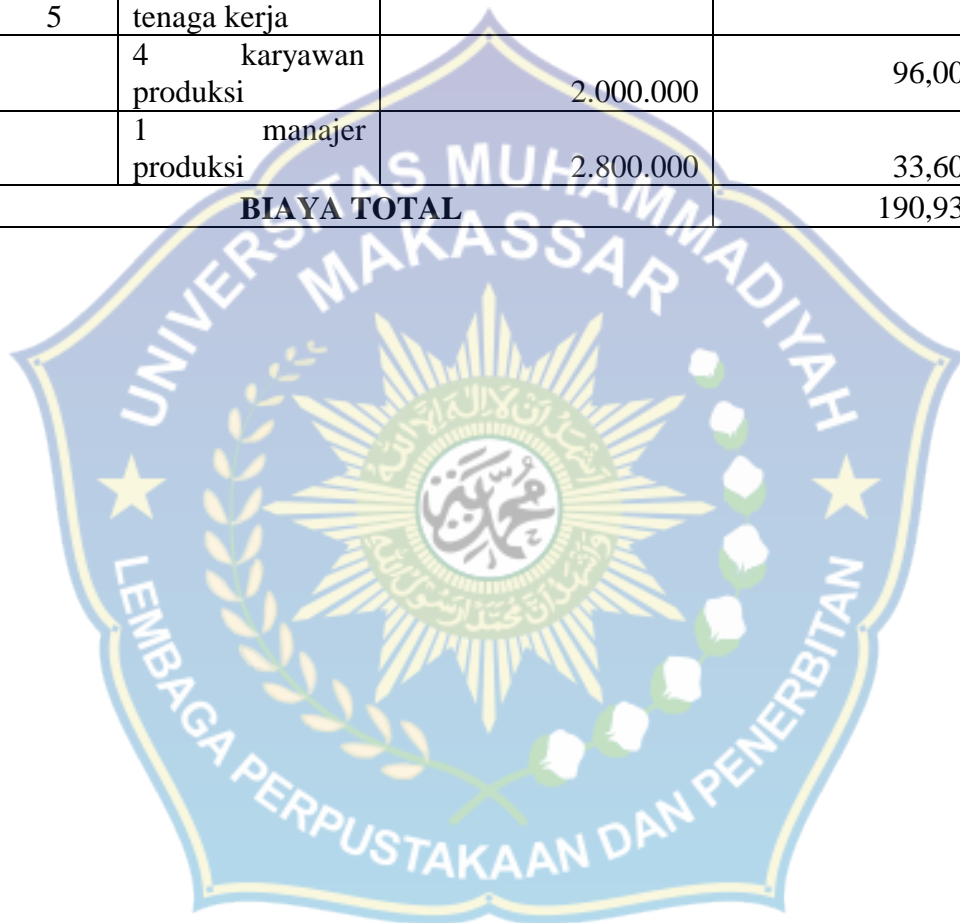 5 tenaga kerja
4 karyawan
produksi 2.000.000 96,00
1 manajer
produksi 2.800.000 33,60
BIAYA TOTAL 190,93
UNIVERSITAS MUHAMMADIYAH
MAKASSAR
محمدية
LEMBAGA PERPUSTAKAAN DAN PENERBITAN